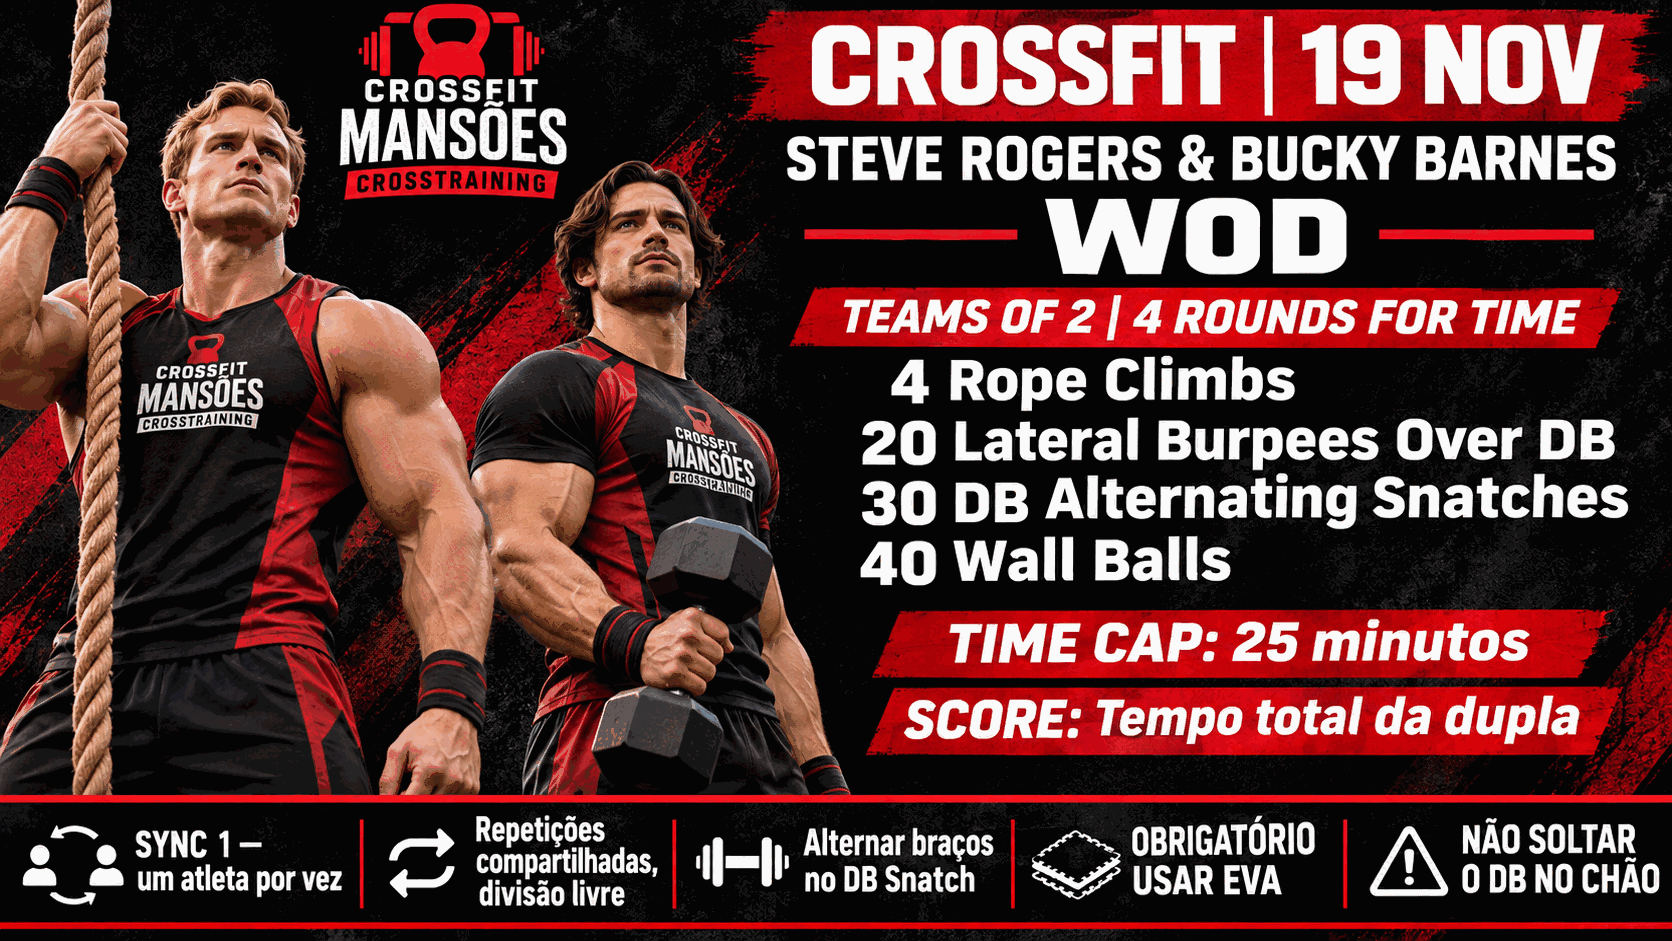 CROSSFIT
MANSÕES
CROSSTRAINING
CROSSFIT | 19 NOV
STEVE ROGERS & BUCKY BARNES
WOD
TEAMS OF 2 | 4 ROUNDS FOR TIME
4 Rope Climbs
20 Lateral Burpees Over DB
30 DB Alternating Snatches
40 Wall Balls
TIME CAP: 25 minutos
SCORE: Tempo total da dupla
CROSSFIT
MANSÕES
CROSSTRAINING
CROSSFIT
MANSÕES
CROSSTRAINING
SYNC 1 –
um atleta por vez
Repetições
compartilhadas,
divisão livre
Alternar braços
no DB Snatch
OBRIGATÓRIO
USAR EVA
NÃO SOLTAR
O DB NO CHÃO